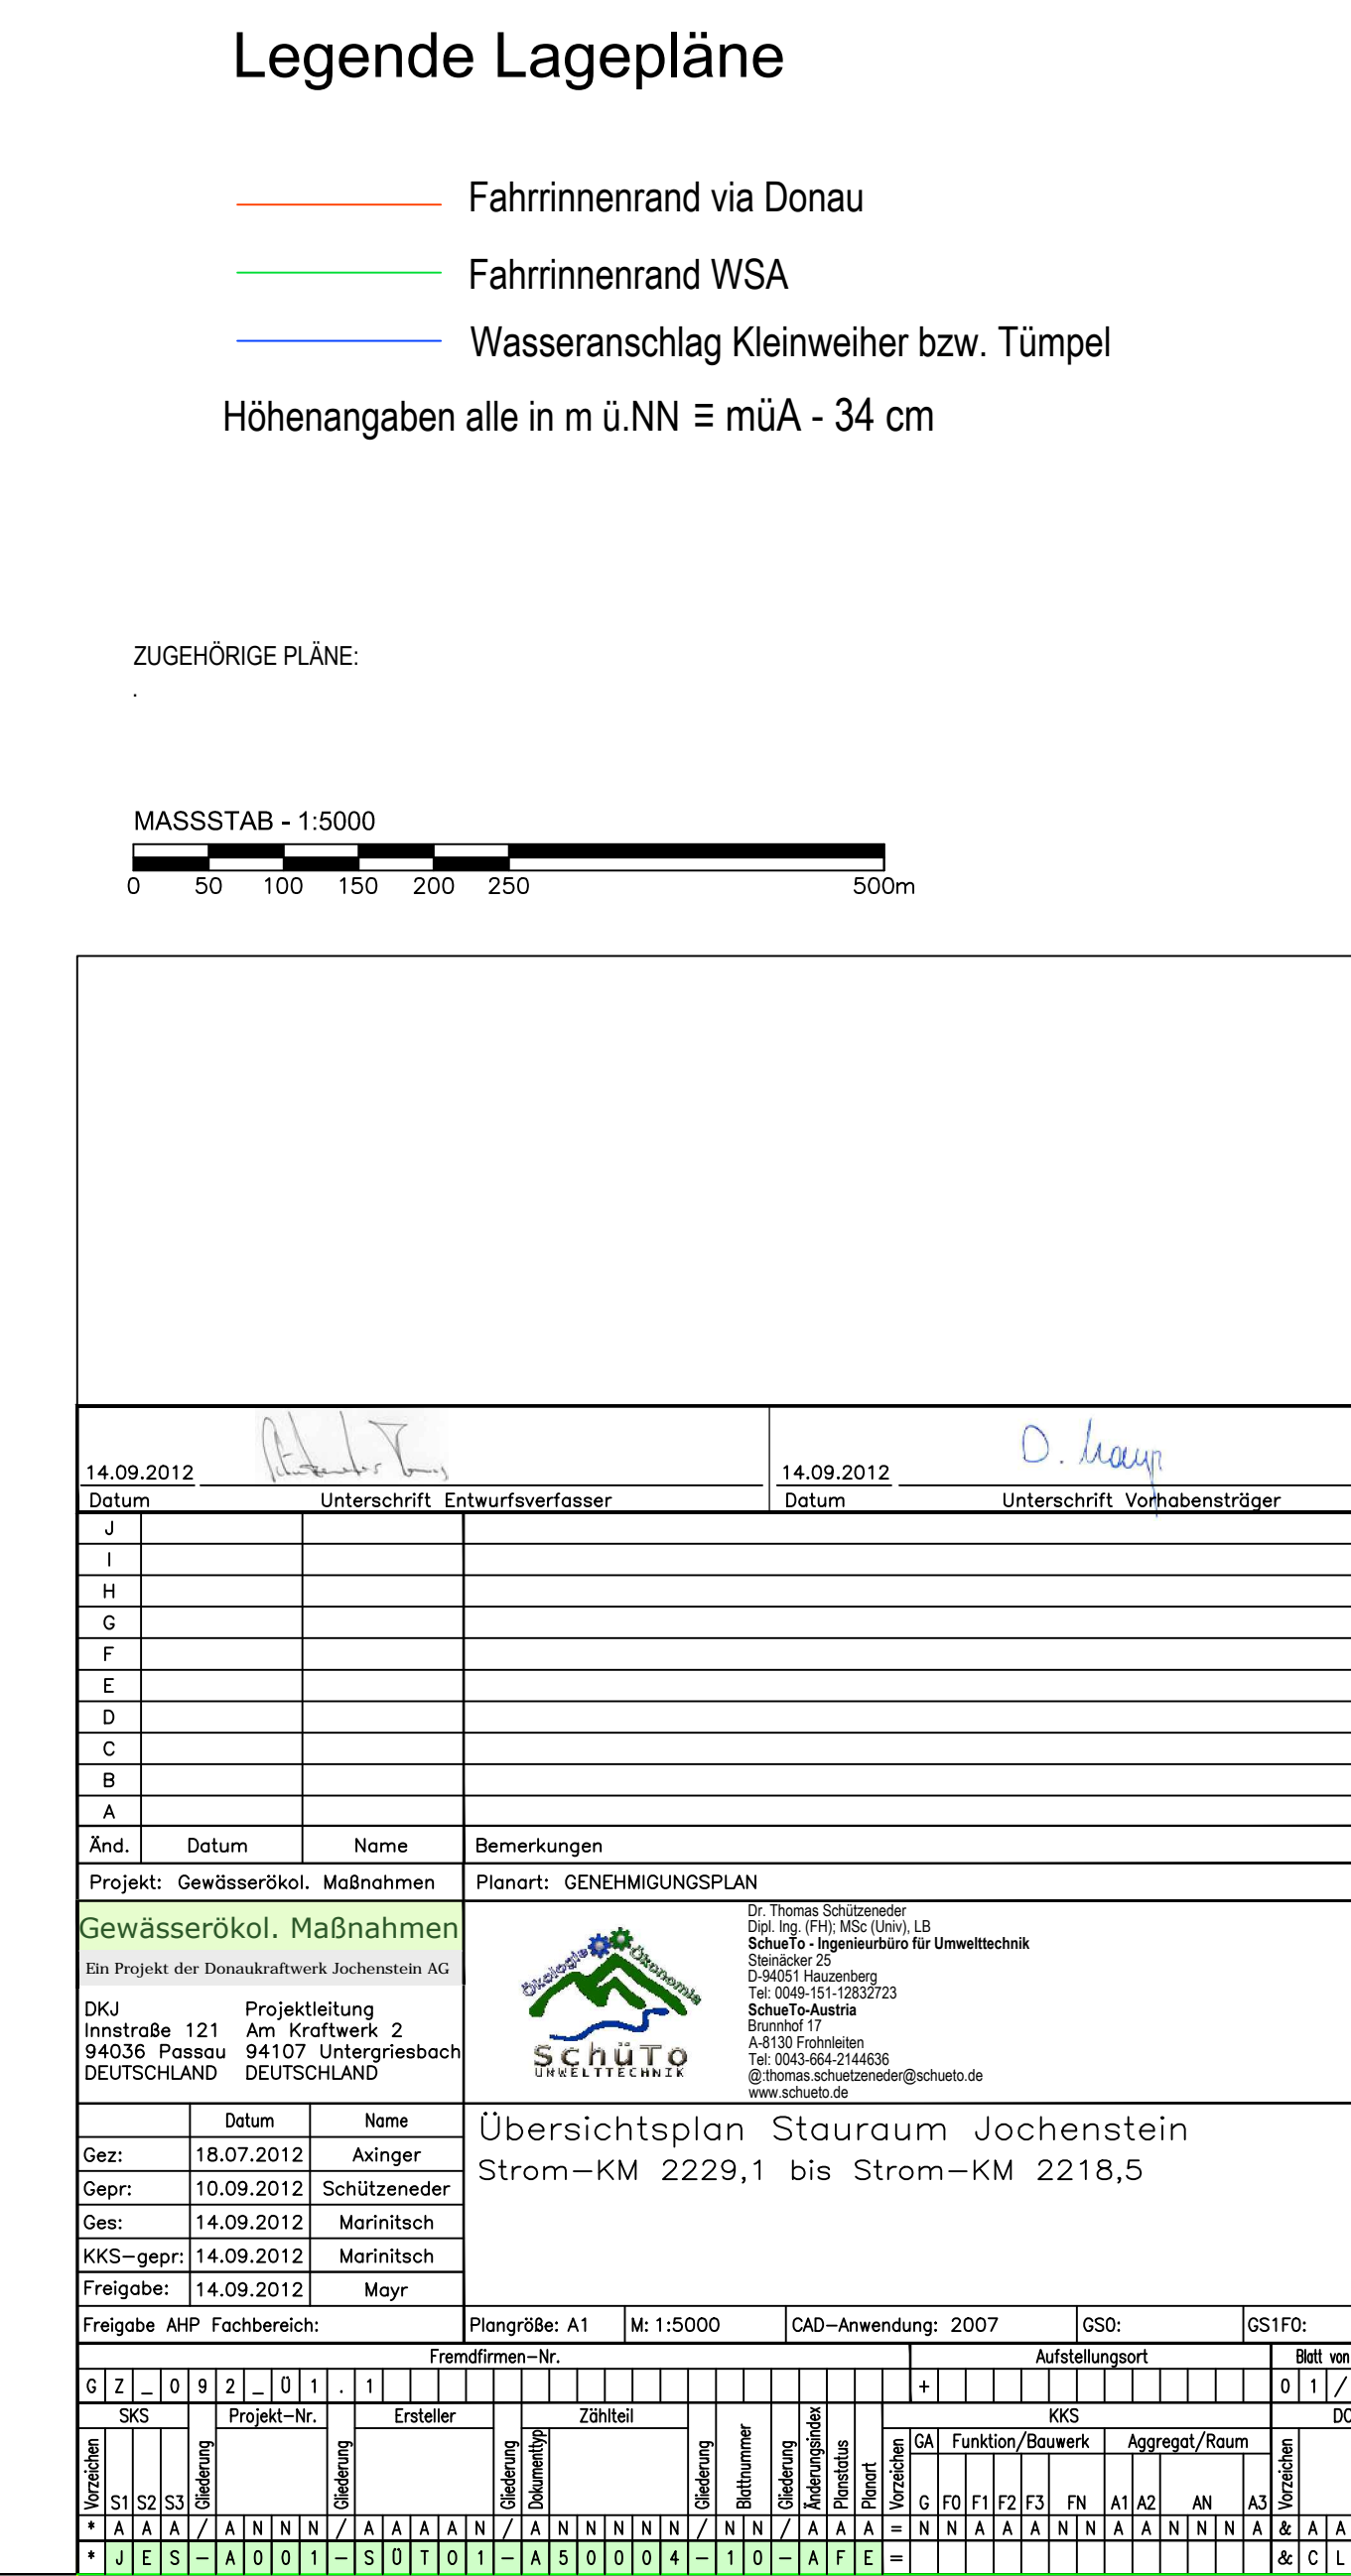 Legende Lagepläne
Fahrrinnenrand via Donau
Fahrrinnenrand WSA
Wasseranschlag Kleinweiher bzw. Tümpel
Höhenangaben alle in m ü.NN ≡ müA - 34 cm
ZUGEHÖRIGE PLÄNE:
.
MASSSTAB - 1:5000
0 50 100 150 200 250 500m
14.09.2012 14.09.2012 D. Mayr
Datum Unterschrift Entwurfsverfasser Datum Unterschrift Vorhabensträger
J
I
H
G
F
E
D
C
B
A
Änd. Datum Name Bemerkungen
Projekt: Gewässerökol. Maßnahmen Planart: GENEHMIGUNGSPLAN
Gewässerökol. Maßnahmen
Ein Projekt der Donaukraftwerk Jochenstein AG
DKJ Projektleitung
Innstraße 121 Am Kraftwerk 2
94036 Passau 94107 Untergriesbach
DEUTSCHLAND DEUTSCHLAND
Ökologie Ökonomie
SchüTo
UMWELTTECHNIK
Dr. Thomas Schützeneder
Dipl. Ing. (FH); MSc (Univ), LB
SchueTo - Ingenieurbüro für Umwelttechnik
Steinäcker 25
D-94051 Hauzenberg
Tel: 0049-151-12832723
SchueTo-Austria
Brunnhof 17
A-8130 Frohnleiten
Tel: 0043-664-2144636
@:thomas.schuetzeneder@schueto.de
www.schueto.de
Datum Name
Gez: 18.07.2012 Axinger
Gepr: 10.09.2012 Schützeneder
Ges: 14.09.2012 Marinitsch
KKS-gepr: 14.09.2012 Marinitsch
Freigabe: 14.09.2012 Mayr
Übersichtsplan Stauraum Jochenstein
Strom-KM 2229,1 bis Strom-KM 2218,5
Freigabe AHP Fachbereich: Plangröße: A1 M: 1:5000 CAD-Anwendung: 2007 GS0: GS1F0:
Fremdfirmen-Nr. Aufstellungsort Blatt von
G Z _ 0 9 2 _ Ü 1 . 1 + 0 1 /
SKS Projekt-Nr. Ersteller Zählteil KKS DC
Vorzeichen S1 S2 S3 Gliederung Gliederung Gliederung Dokumenttyp Gliederung Blattnummer Gliederung Änderungsindex Planstatus Planart Vorzeichen GA Funktion/Bauwerk Aggregat/Raum Vorzeichen
G F0 F1 F2 F3 FN A1 A2 AN A3
* A A A / A N N N / A A A A N / A N N N N N / N N / A A A = N N A A A N N A A N N N A & A A
* J E S - A 0 0 1 - S Ü T O 1 - A 5 0 0 0 4 - 1 0 - A F E = & C L